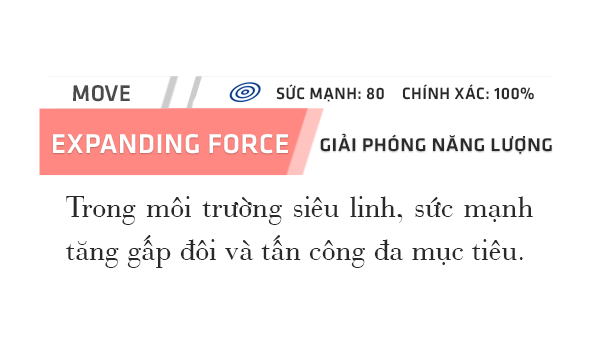 MOVE SỨC MẠNH: 80 CHÍNH XÁC: 100%
EXPANDING FORCE GIẢI PHÓNG NĂNG LƯỢNG
Trong môi trường siêu linh, sức mạnh
tăng gấp đôi và tấn công đa mục tiêu.